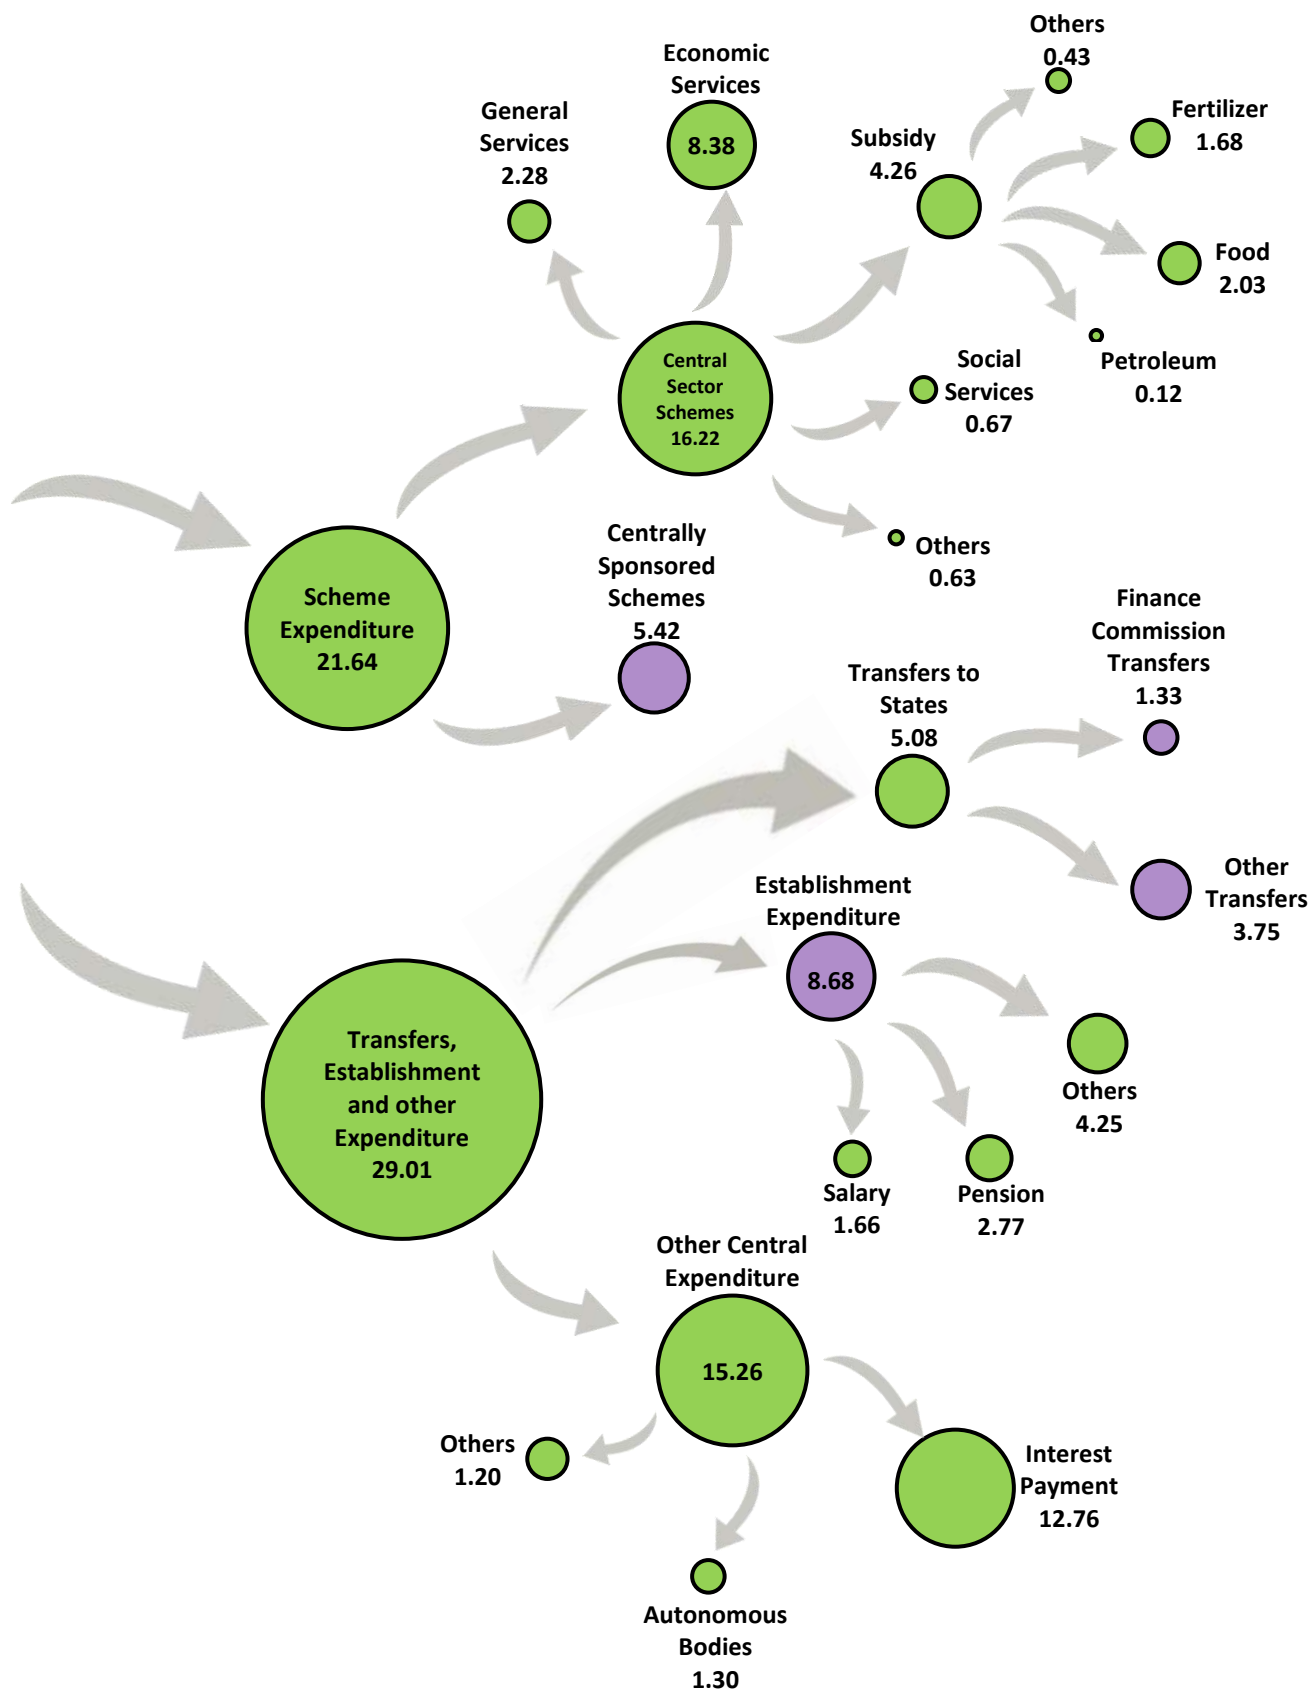 Others
0.43
Economic
Services
8.38
General
Services
2.28
Subsidy
4.26
Fertilizer
1.68
Food
2.03
Petroleum
0.12
Central
Sector
Schemes
16.22
Social
Services
0.67
Others
0.63
Scheme
Expenditure
21.64
Centrally
Sponsored
Schemes
5.42
Finance
Commission
Transfers
1.33
Transfers to
States
5.08
Other
Transfers
3.75
Establishment
Expenditure
8.68
Others
4.25
Transfers,
Establishment
and other
Expenditure
29.01
Salary
1.66
Pension
2.77
Other Central
Expenditure
15.26
Others
1.20
Interest
Payment
12.76
Autonomous
Bodies
1.30